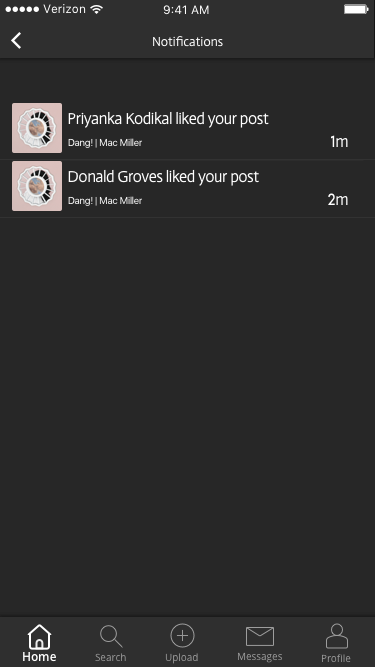 Verizon
9:41 AM
Notifications
Priyanka Kodikal liked your post
Dang! | Mac Miller
1m
Donald Groves liked your post
Dang! | Mac Miller
2m
Home
Search
Upload
Messages
Profile